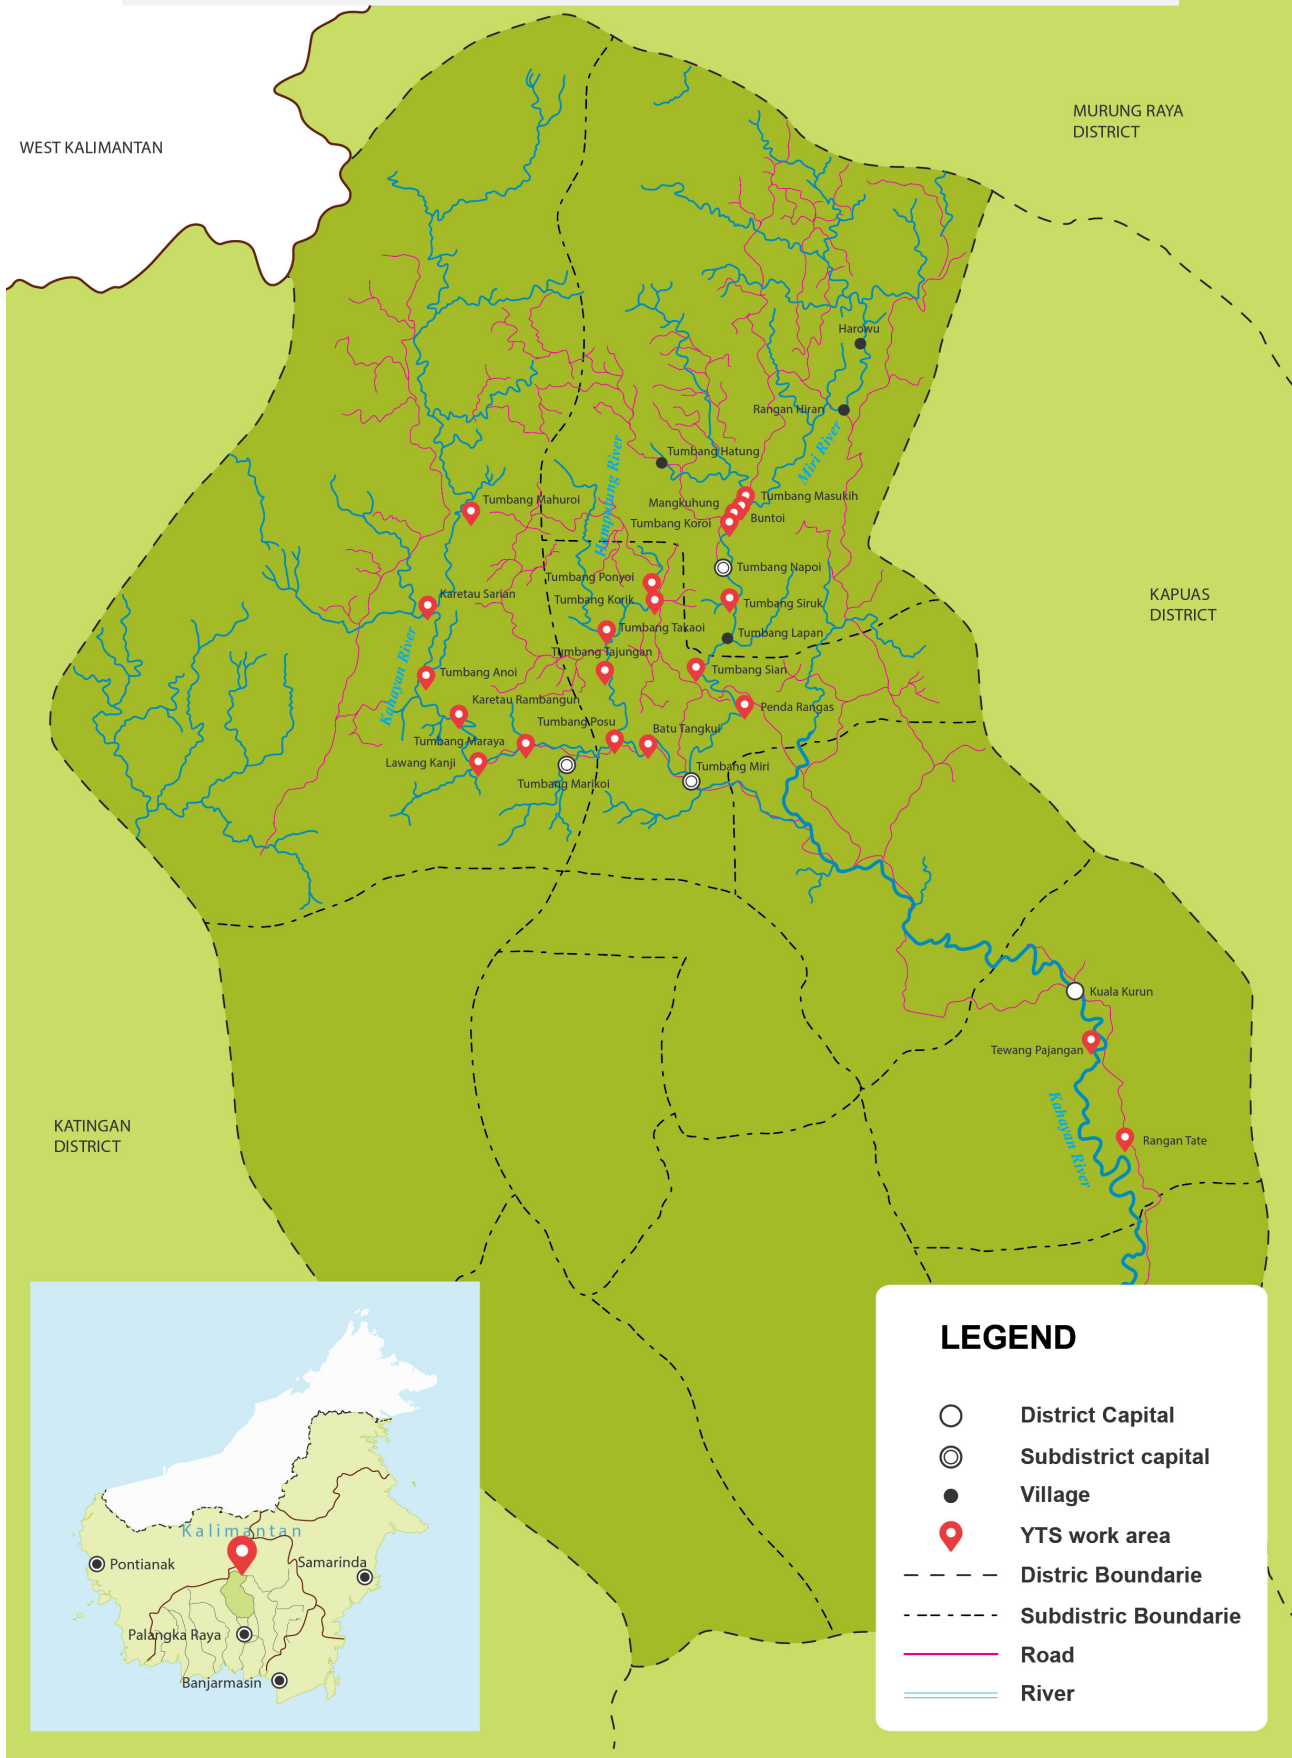 MURUNG RAYA
DISTRICT
WEST KALIMANTAN
Harowu
Rangan Hiran
Miri River
Tumbang Hatung
Hamputung River
Tumbang Mahuroi
Tumbang Masukih
Mangkuhung
Buntoi
Tumbang Koroi
Tumbang Napoi
Tumbang Ponyoi
Karetau Sarian
Tumbang Korik
Tumbang Siruk
KAPUAS
DISTRICT
Tumbang Takaoi
Tumbang Lapan
Tumbang Tajungan
Kahayan River
Tumbang Anoi
Tumbang Sian
Karetau Rambangun
Penda Rangas
Tumbang Posu
Batu Tangkui
Tumbang Maraya
Lawang Kanji
Tumbang Miri
Tumbang Marikoi
Kuala Kurun
Tewang Pajangan
Kahayan River
KATINGAN
DISTRICT
Rangan Tate
LEGEND
District Capital
Subdistrict capital
Village
YTS work area
Distric Boundarie
Subdistric Boundarie
Road
River
Kalimantan
Pontianak
Samarinda
Palangka Raya
Banjarmasin